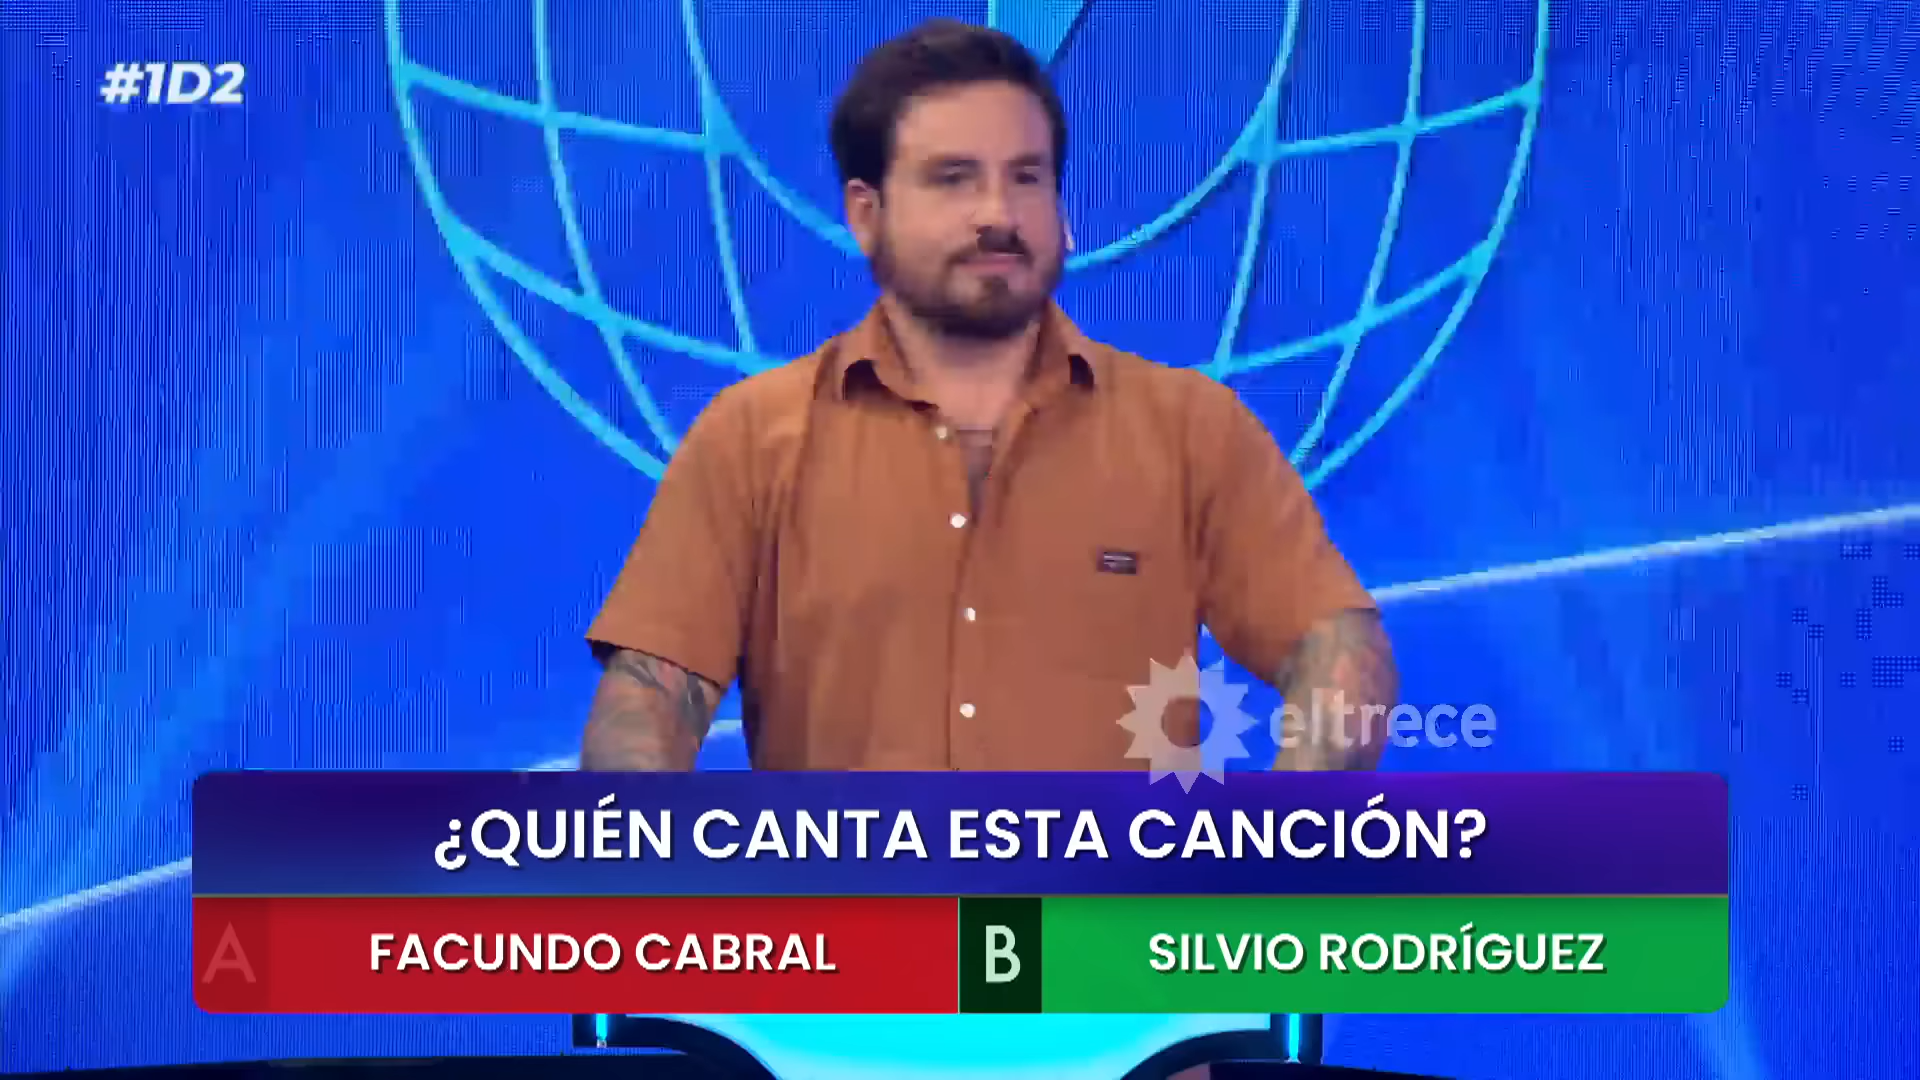 #1D2
eltrece
¿QUIÉN CANTA ESTA CANCIÓN?
A FACUNDO CABRAL
B SILVIO RODRÍGUEZ